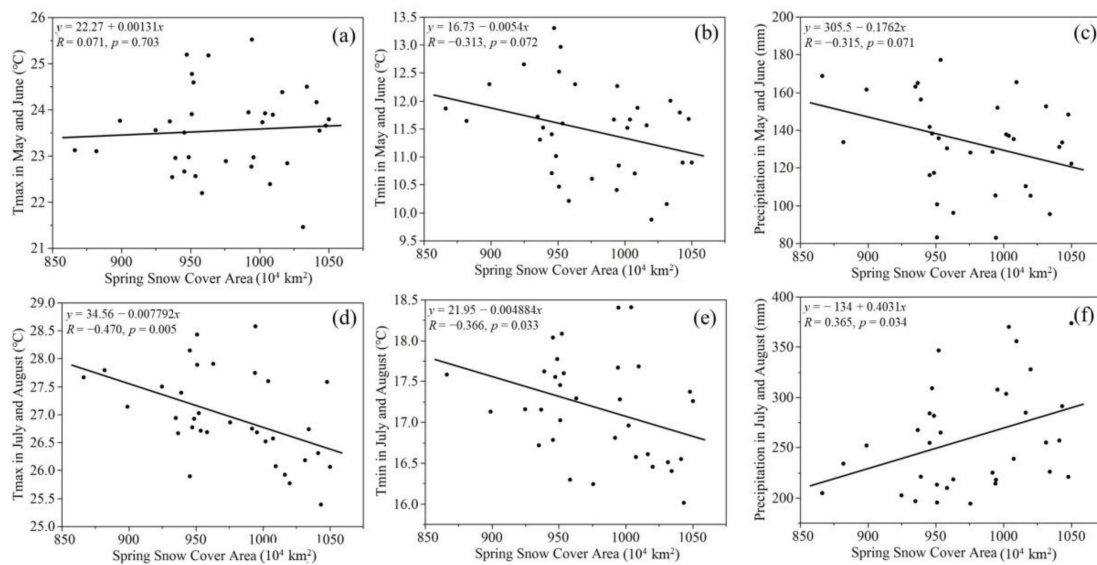 y = 22.27 + 0.00131x
R = 0.071, p = 0.703
(a)
Tmax in May and June (°C)
26
25
24
23
22
21
850 900 950 1000 1050
Spring Snow Cover Area (10⁴ km²)
y = 16.73 − 0.0054x
R = −0.313, p = 0.072
(b)
Tmin in May and June (°C)
13.5
13.0
12.5
12.0
11.5
11.0
10.5
10.0
9.5
850 900 950 1000 1050
Spring Snow Cover Area (10⁴ km²)
y = 305.5 − 0.1762x
R = −0.315, p = 0.071
(c)
Precipitation in May and June (mm)
200
180
160
140
120
100
80
850 900 950 1000 1050
Spring Snow Cover Area (10⁴ km²)
y = 34.56 − 0.007792x
R = −0.470, p = 0.005
(d)
Tmax in July and August (°C)
29.0
28.5
28.0
27.5
27.0
26.5
26.0
25.5
25.0
850 900 950 1000 1050
Spring Snow Cover Area (10⁴ km²)
y = 21.95 − 0.004884x
R = −0.366, p = 0.033
(e)
Tmin in July and August (°C)
18.5
18.0
17.5
17.0
16.5
16.0
850 900 950 1000 1050
Spring Snow Cover Area (10⁴ km²)
y = − 134 + 0.4031x
R = 0.365, p = 0.034
(f)
Precipitation in July and August (mm)
400
350
300
250
200
850 900 950 1000 1050
Spring Snow Cover Area (10⁴ km²)